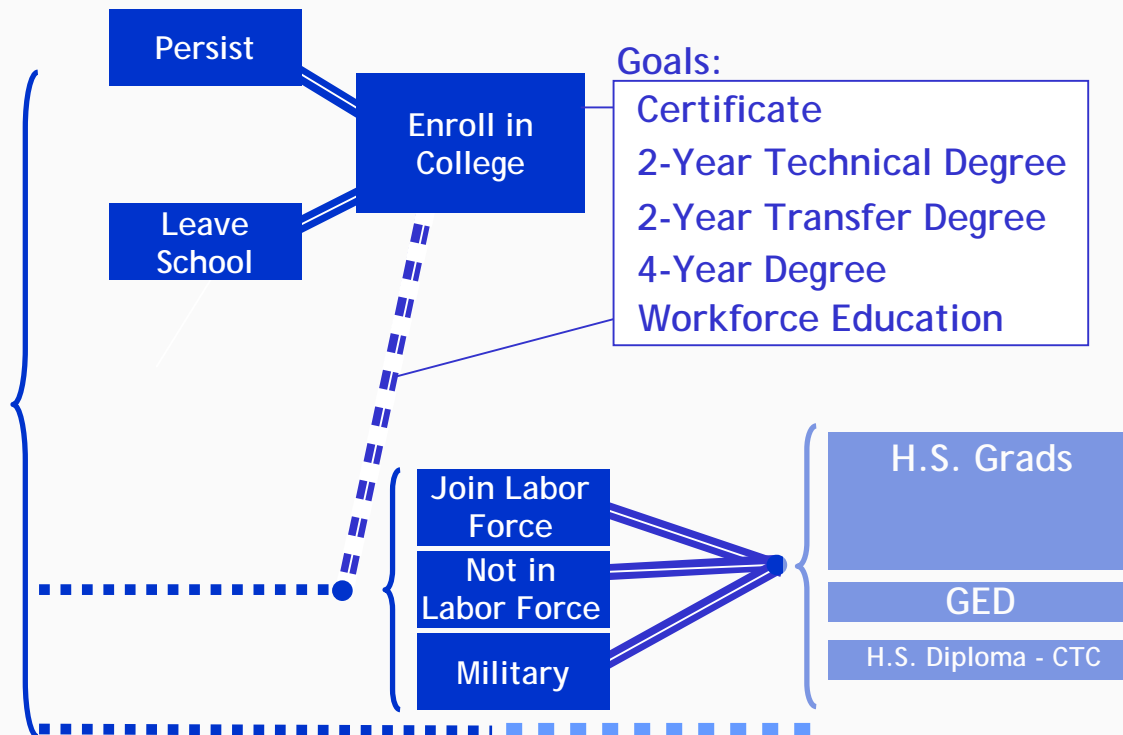 Persist
Goals:
Enroll in
College
Certificate
2-Year Technical Degree
2-Year Transfer Degree
4-Year Degree
Workforce Education
Leave
School
Join Labor
Force
Not in
Labor Force
Military
H.S. Grads
GED
H.S. Diploma - CTC